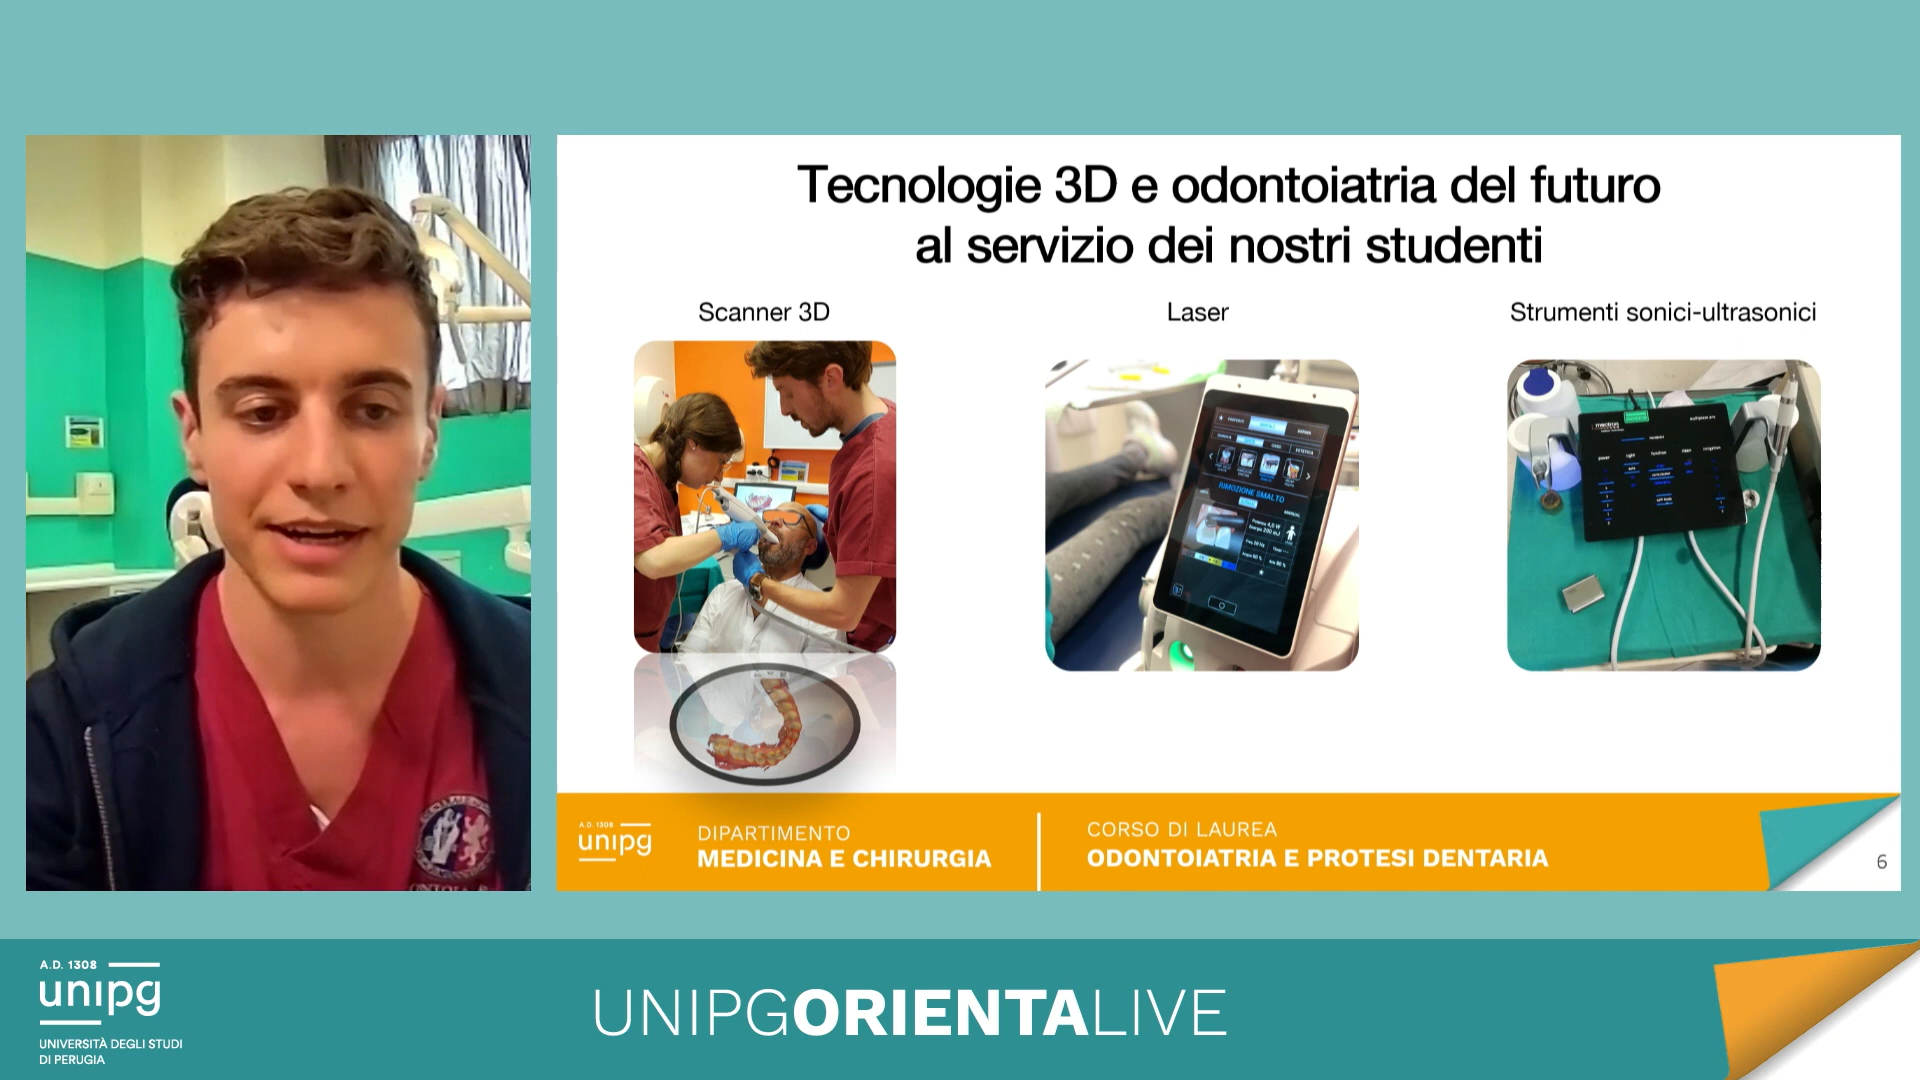 Tecnologie 3D e odontoiatria del futuro
al servizio dei nostri studenti
Scanner 3D
Laser
Strumenti sonici-ultrasonici
RIMOZIONE SMALTO
mectron
A.D. 1308
unipg
DIPARTIMENTO
MEDICINA E CHIRURGIA
CORSO DI LAUREA
ODONTOIATRIA E PROTESI DENTARIA
6
A.D. 1308
unipg
UNIVERSITÀ DEGLI STUDI
DI PERUGIA
UNIPGORIENTALIVE